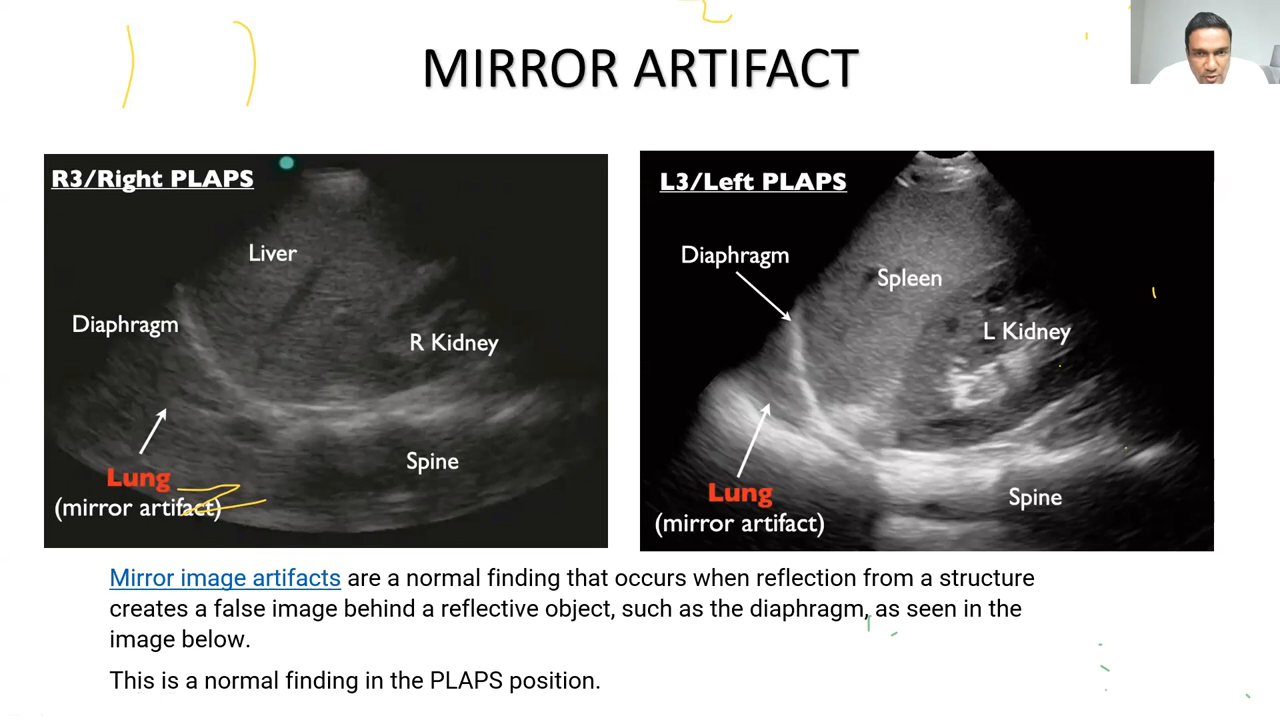 MIRROR ARTIFACT
R3/Right PLAPS
Liver
Diaphragm
R Kidney
Spine
Lung
(mirror artifact)
L3/Left PLAPS
Diaphragm
Spleen
L Kidney
Lung
Spine
(mirror artifact)
Mirror image artifacts are a normal finding that occurs when reflection from a structure
creates a false image behind a reflective object, such as the diaphragm, as seen in the
image below.
This is a normal finding in the PLAPS position.